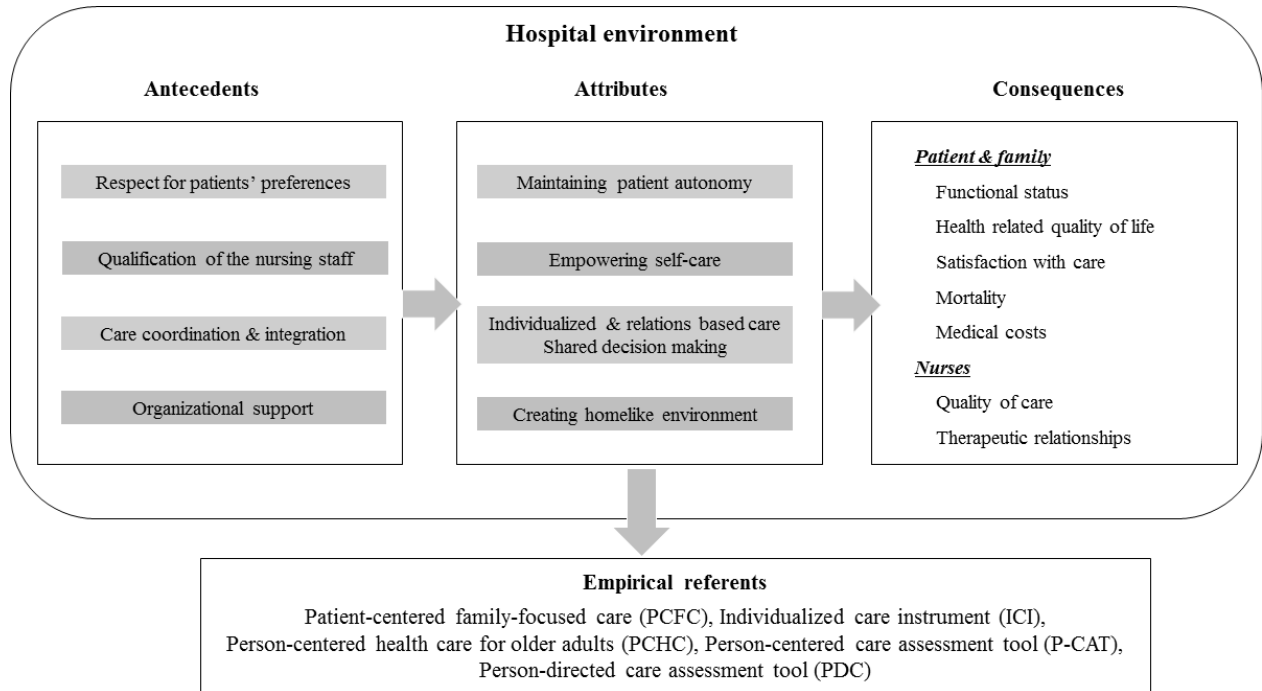 Hospital environment
Antecedents
Respect for patients' preferences
Qualification of the nursing staff
Care coordination & integration
Organizational support
Attributes
Maintaining patient autonomy
Empowering self-care
Individualized & relations based care
Shared decision making
Creating homelike environment
Consequences
Patient & family
Functional status
Health related quality of life
Satisfaction with care
Mortality
Medical costs
Nurses
Quality of care
Therapeutic relationships
Empirical referents
Patient-centered family-focused care (PCFC), Individualized care instrument (ICI),
Person-centered health care for older adults (PCHC), Person-centered care assessment tool (P-CAT),
Person-directed care assessment tool (PDC)